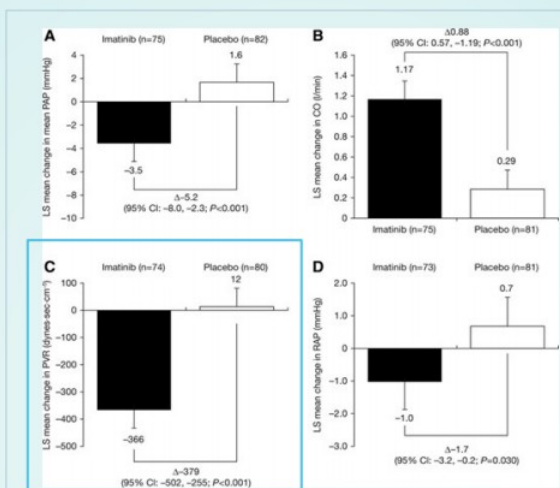 A
Imatinib (n=75)
Placebo (n=82)
LS mean change in mean PAP (mmHg)
4
2
0
−2
−4
−6
−8
−10
1.6
−3.5
Δ−5.2
(95% CI: −8.0, −2.3; P<0.001)
B
Δ0.88
(95% CI: 0.57, −1.19; P<0.001)
LS mean change in CO (l/min)
1.6
1.4
1.2
1.0
0.8
0.6
0.4
0.2
0
1.17
0.29
Imatinib (n=75)
Placebo (n=81)
C
Imatinib (n=74)
Placebo (n=80)
LS mean change in PVR (dynes·sec·cm⁻⁵)
100
0
−100
−200
−300
−400
−500
12
−366
Δ−379
(95% CI: −502, −255; P<0.001)
D
Imatinib (n=73)
Placebo (n=81)
LS mean change in RAP (mmHg)
2.0
1.0
0
−1.0
−2.0
−3.0
0.7
−1.0
Δ−1.7
(95% CI: −3.2, −0.2; P=0.030)